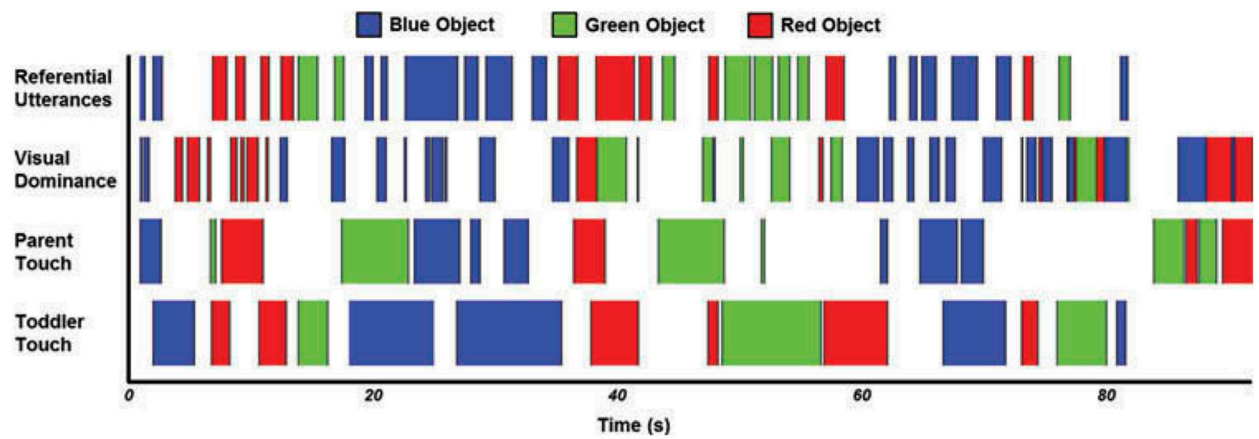 Blue Object Green Object Red Object
Referential
Utterances
Visual
Dominance
Parent
Touch
Toddler
Touch
0 20 40 60 80
Time (s)